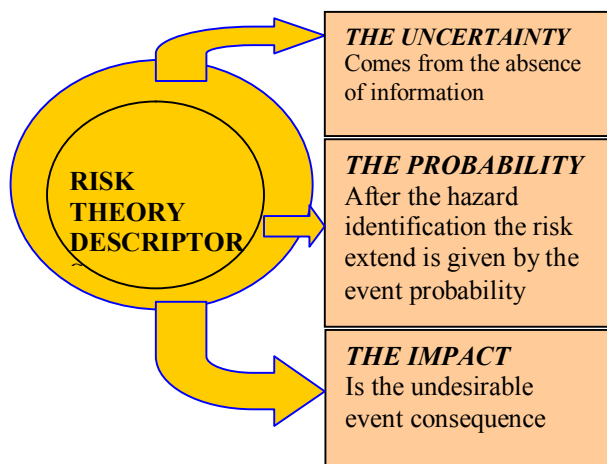 RISK
THEORY
DESCRIPTOR
THE UNCERTAINTY
Comes from the absence
of information
THE PROBABILITY
After the hazard
identification the risk
extend is given by the
event probability
THE IMPACT
Is the undesirable
event consequence